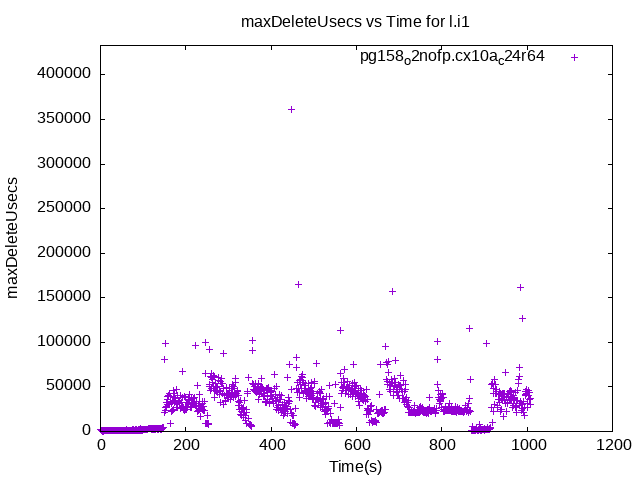 maxDeleteUsecs vs Time for l.i1
pg158_o2nofp.cx10a_c24r64
400000
350000
300000
250000
200000
150000
100000
50000
0
maxDeleteUsecs
0 200 400 600 800 1000 1200
Time(s)